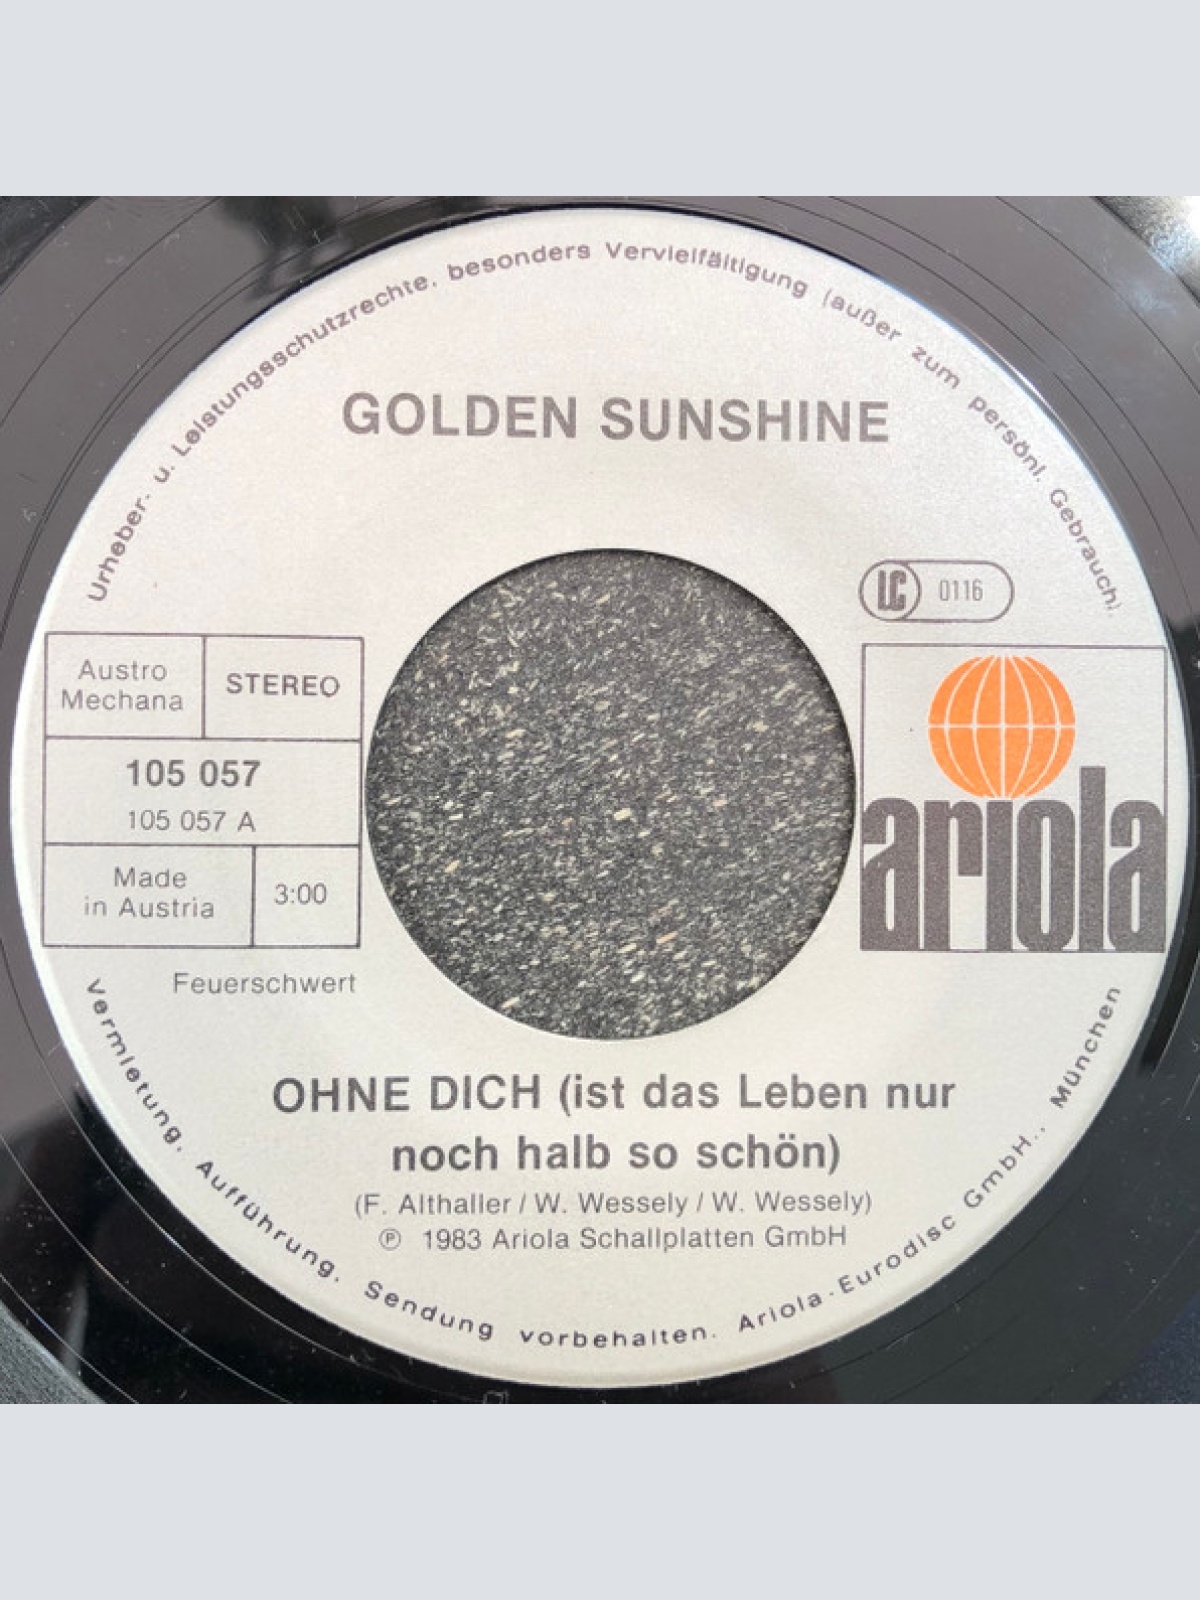 Urheber- u. Leistungsschutzrechte, besonders Vervielfältigung (außer zum persönl. Gebrauch),
GOLDEN SUNSHINE
LC 0116
Austro
Mechana
STEREO
105 057
105 057 A
Made
in Austria
3:00
ariola
Feuerschwert
OHNE DICH (ist das Leben nur
noch halb so schön)
(F. Althaller / W. Wessely / W. Wessely)
℗ 1983 Ariola Schallplatten GmbH
Vermietung, Aufführung, Sendung vorbehalten. Ariola-Eurodisc GmbH., München